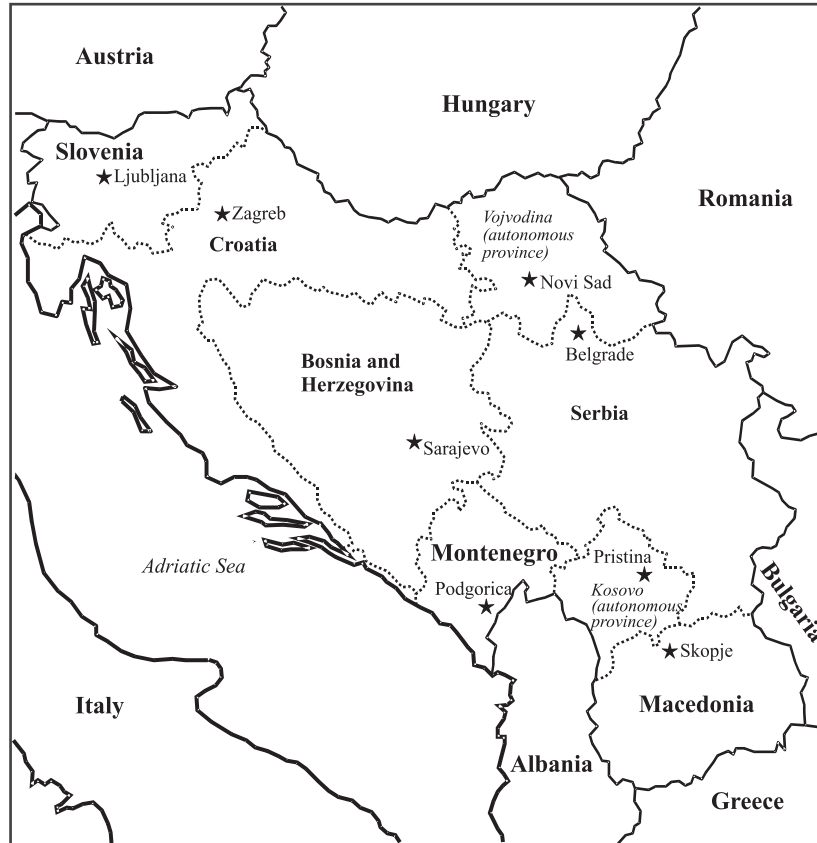 Austria
Hungary
Slovenia
Ljubljana
Romania
Zagreb
Croatia
Vojvodina
(autonomous
province)
Novi Sad
Belgrade
Bosnia and
Herzegovina
Serbia
Sarajevo
Montenegro
Pristina
Adriatic Sea
Podgorica
Kosovo
(autonomous
province)
Bulgaria
Skopje
Italy
Macedonia
Albania
Greece